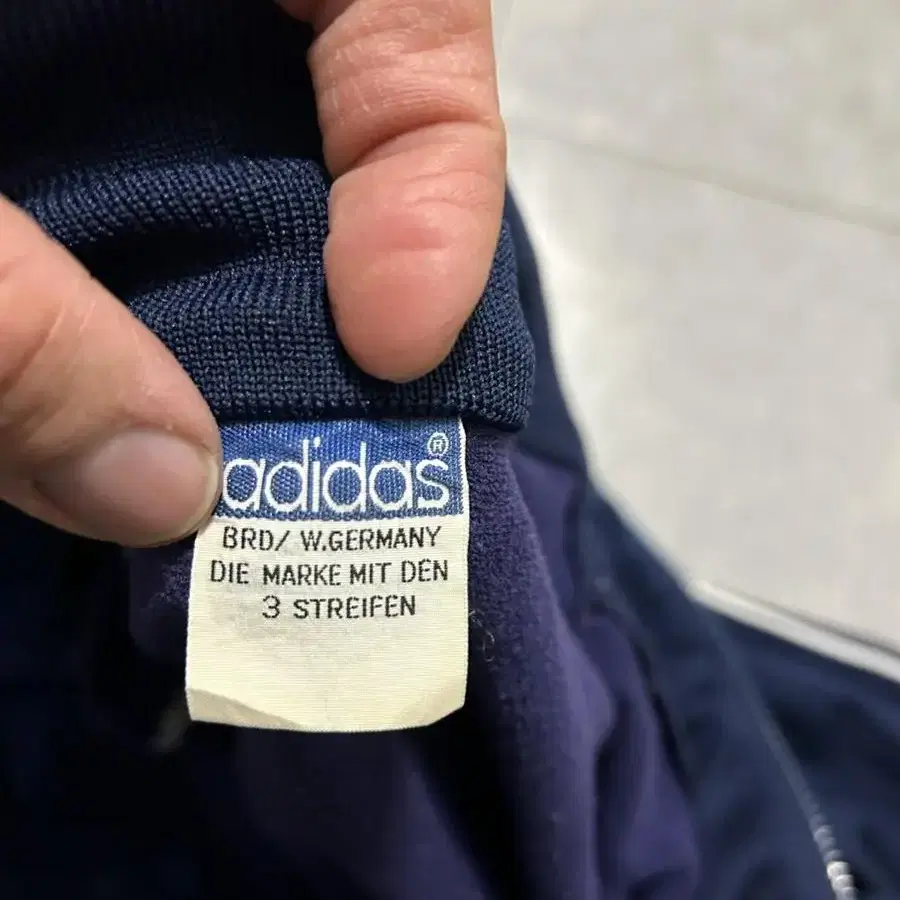 adidas®
BRD/ W.GERMANY
DIE MARKE MIT DEN
3 STREIFEN